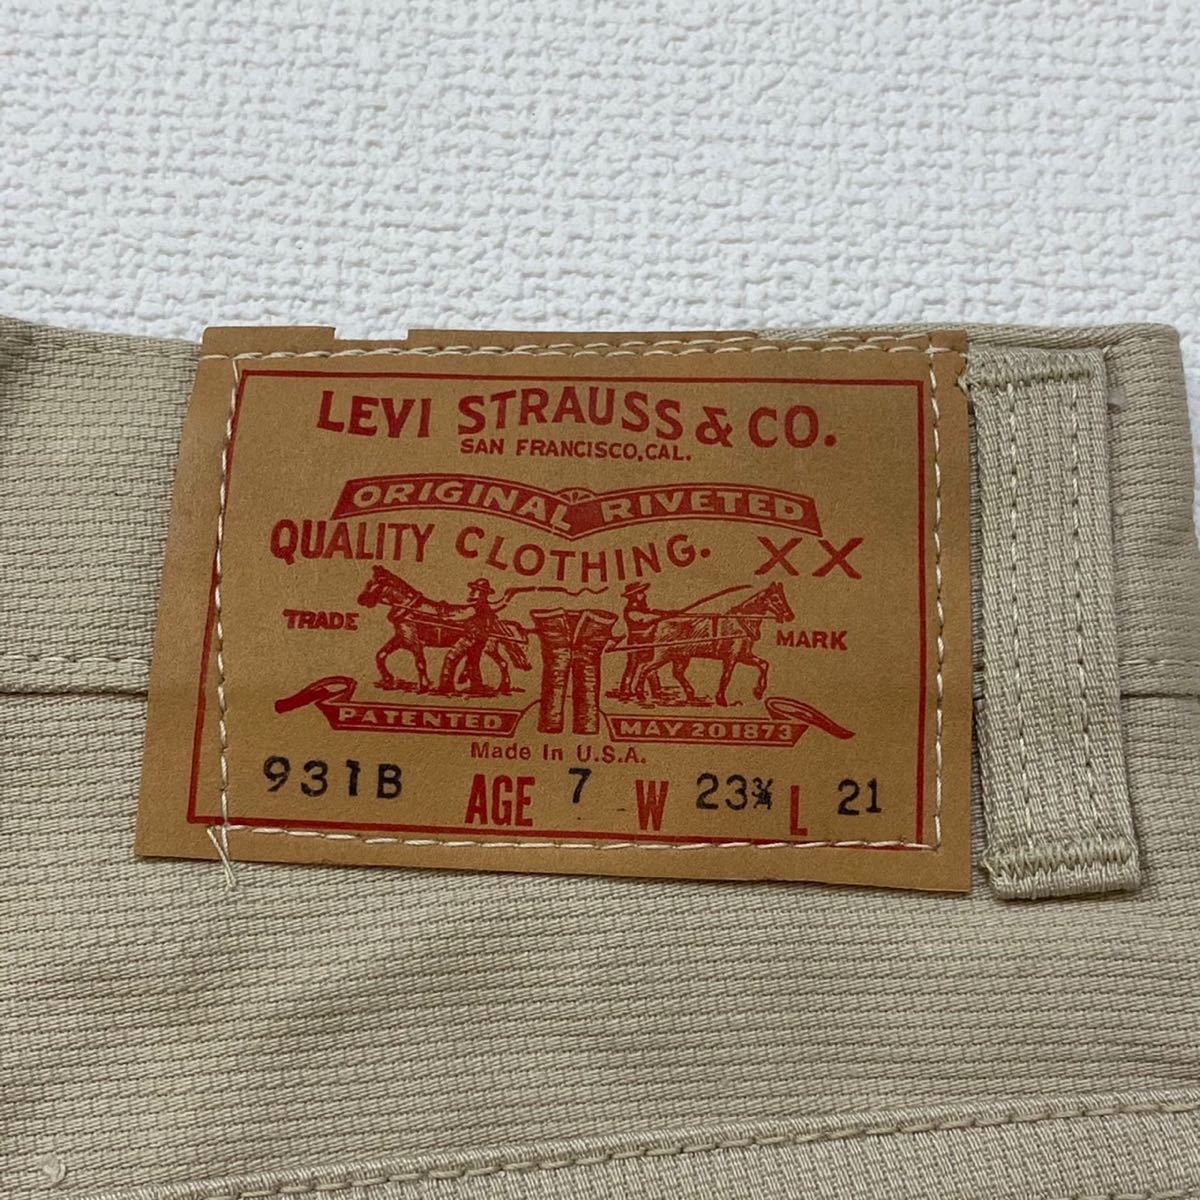 LEVI STRAUSS & CO.
SAN FRANCISCO, CAL.
ORIGINAL RIVETED
QUALITY CLOTHING. XX
TRADE MARK
PATENTED MAY 20 1873
Made In U.S.A.
931B AGE 7 W 23¾ L 21